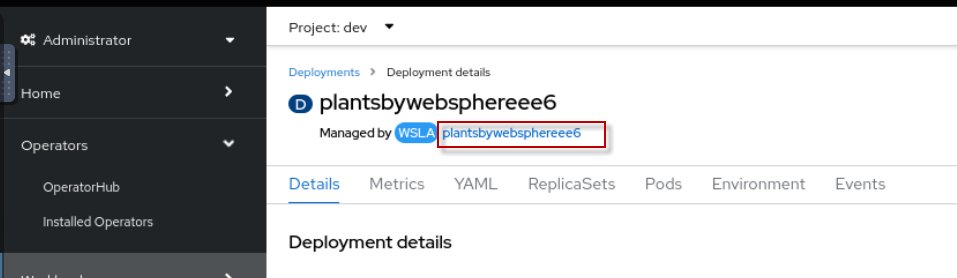 Administrator
Home
Operators
OperatorHub
Installed Operators
Project: dev
Deployments > Deployment details
D plantsbywebsphereee6
Managed by WSLA plantsbywebsphereee6
Details Metrics YAML ReplicaSets Pods Environment Events
Deployment details